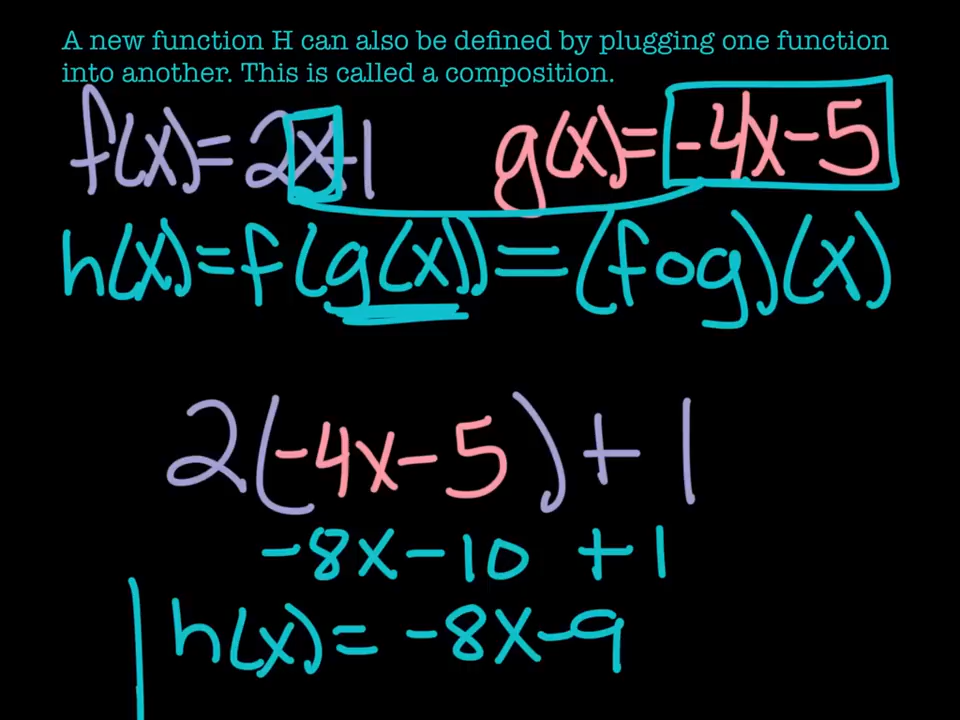 A new function H can also be defined by plugging one function
into another. This is called a composition.
f(x)=2x+1 g(x)=-4x-5
h(x)=f(g(x))=(fog)(x)
2(-4x-5)+1
-8x-10 +1
h(x)=-8x-9